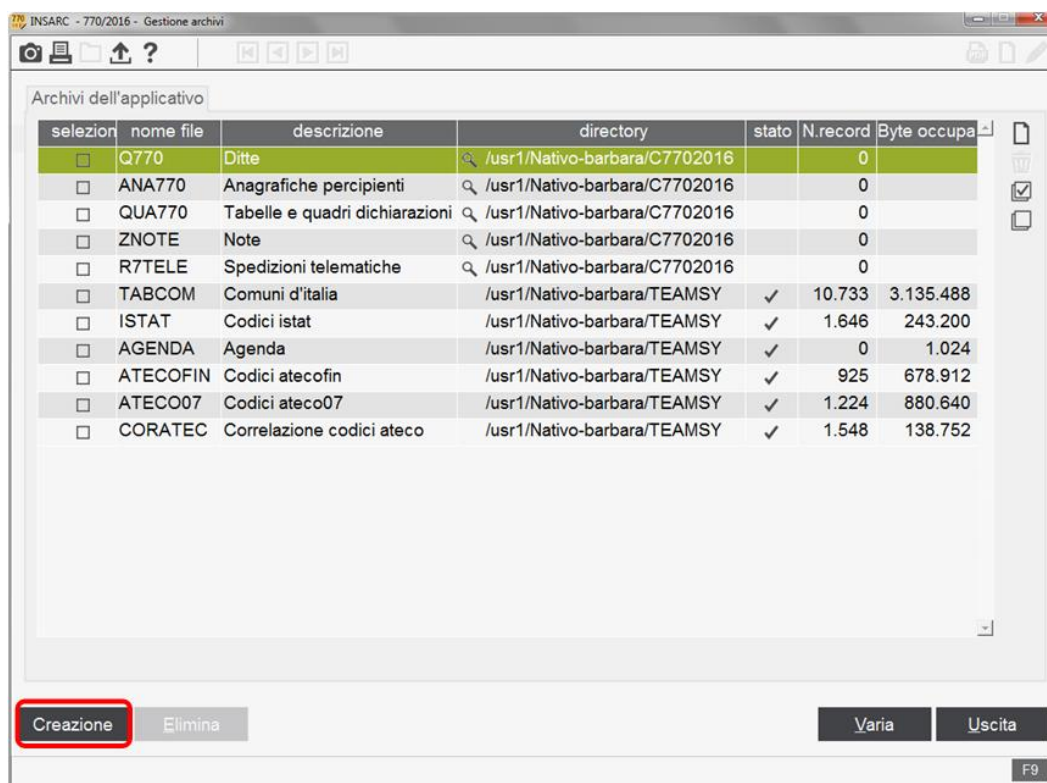 770 INSARC - 770/2016 - Gestione archivi
?
Archivi dell'applicativo
selezion nome file descrizione directory stato N.record Byte occupa
Q770 Ditte /usr1/Nativo-barbara/C7702016 0
ANA770 Anagrafiche percipienti /usr1/Nativo-barbara/C7702016 0
QUA770 Tabelle e quadri dichiarazioni /usr1/Nativo-barbara/C7702016 0
ZNOTE Note /usr1/Nativo-barbara/C7702016 0
R7TELE Spedizioni telematiche /usr1/Nativo-barbara/C7702016 0
TABCOM Comuni d'italia /usr1/Nativo-barbara/TEAMSY ✓ 10.733 3.135.488
ISTAT Codici istat /usr1/Nativo-barbara/TEAMSY ✓ 1.646 243.200
AGENDA Agenda /usr1/Nativo-barbara/TEAMSY ✓ 0 1.024
ATECOFIN Codici atecofin /usr1/Nativo-barbara/TEAMSY ✓ 925 678.912
ATECO07 Codici ateco07 /usr1/Nativo-barbara/TEAMSY ✓ 1.224 880.640
CORATEC Correlazione codici ateco /usr1/Nativo-barbara/TEAMSY ✓ 1.548 138.752
Creazione Elimina Varia Uscita
F9